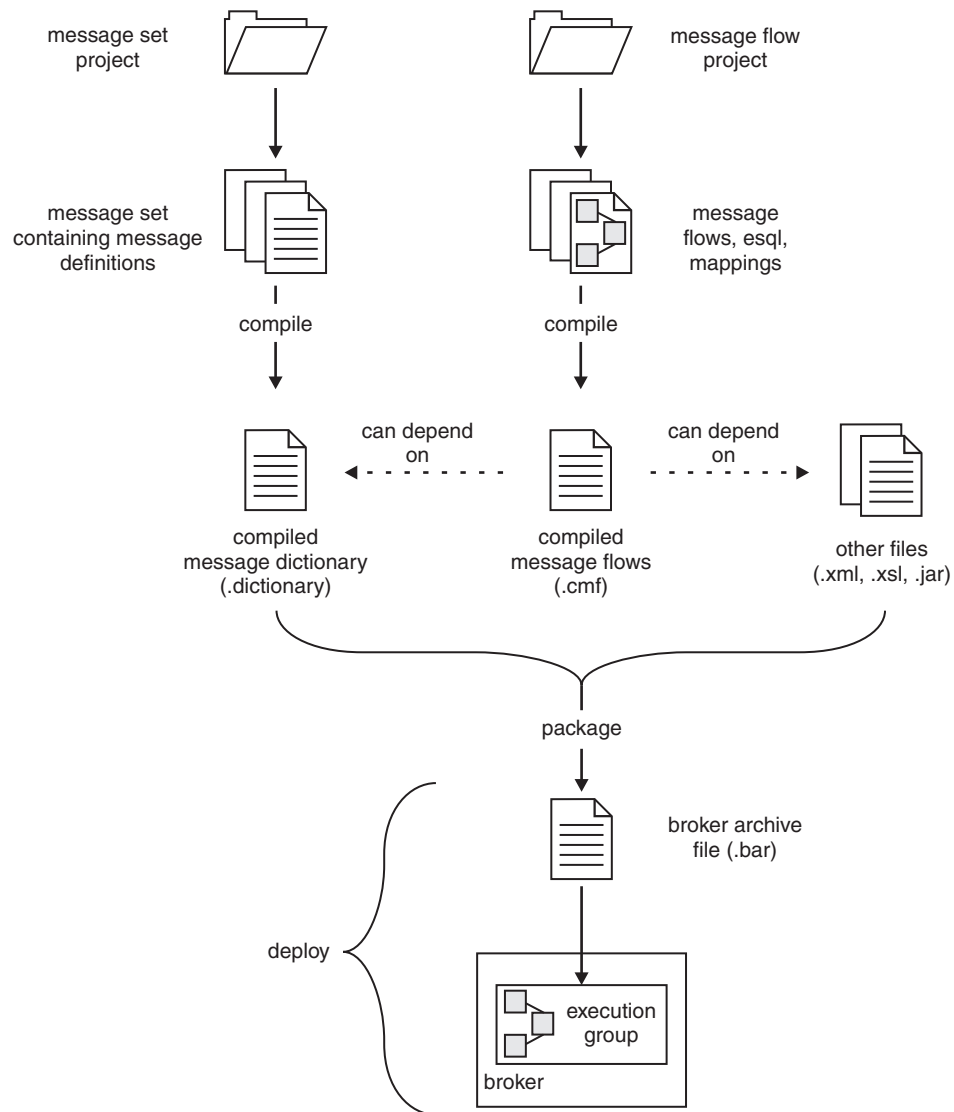 message set
project
message flow
project
message set
containing message
definitions
message
flows, esql,
mappings
compile
compile
can depend
on
can depend
on
compiled
message dictionary
(.dictionary)
compiled
message flows
(.cmf)
other files
(.xml, .xsl, .jar)
package
broker archive
file (.bar)
deploy
execution
group
broker